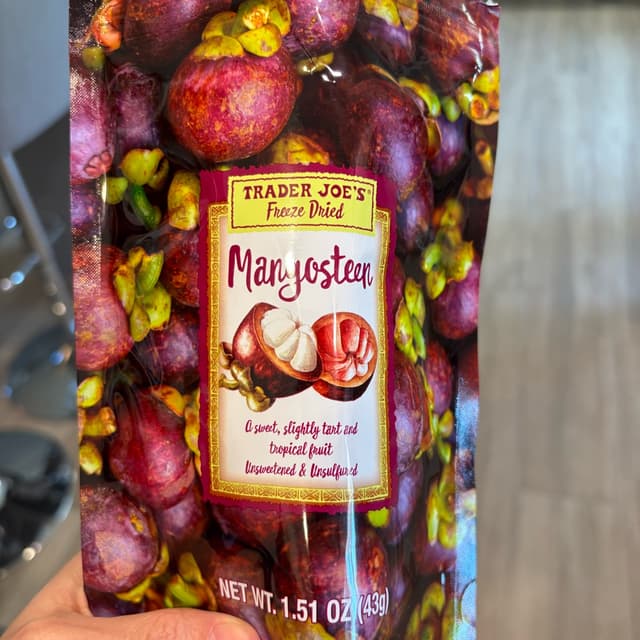 TRADER JOE'S®
Freeze Dried
Mangosteen
A sweet, slightly tart and
tropical fruit
Unsweetened & Unsulfured
NET WT. 1.51 OZ (43g)